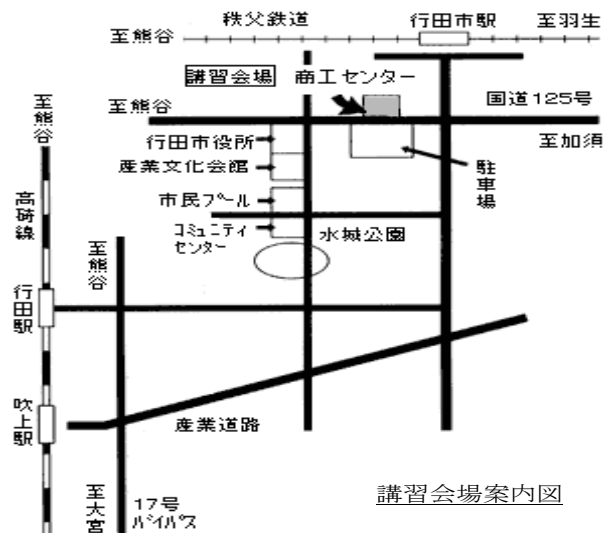 秩父鉄道
行田市駅
至羽生
至熊谷
講習会場
商工センター
国道125号
至熊谷
至熊谷
至加須
行田市役所
産業文化会館
駐車場
市民プール
高碕線
コミュニティ
センター
水城公園
至熊谷
行田駅
吹上駅
産業道路
至大宮
17号
バイパス
講習会場案内図